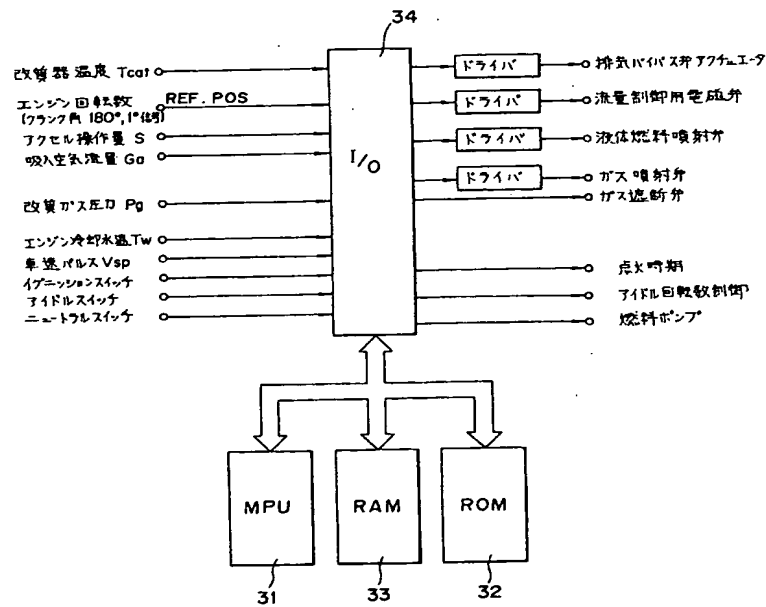 34
改質器温度 Tcat
エンジン回転数 REF. POS
(クランク角 180°,1°信号)
アクセル操作量 S
吸入空気流量 Ga
改質ガス圧力 Pg
エンジン冷却水温 Tw
車速パルス Vsp
イグニッションスイッチ
アイドルスイッチ
ニュートラルスイッチ
I/O
ドライバ 排気バイパス弁アクチュエータ
ドライバ 流量制御用電磁弁
ドライバ 液体燃料噴射弁
ドライバ ガス噴射弁
ガス遮断弁
点火時期
アイドル回転数制御
燃料ポンプ
MPU RAM ROM
31 33 32